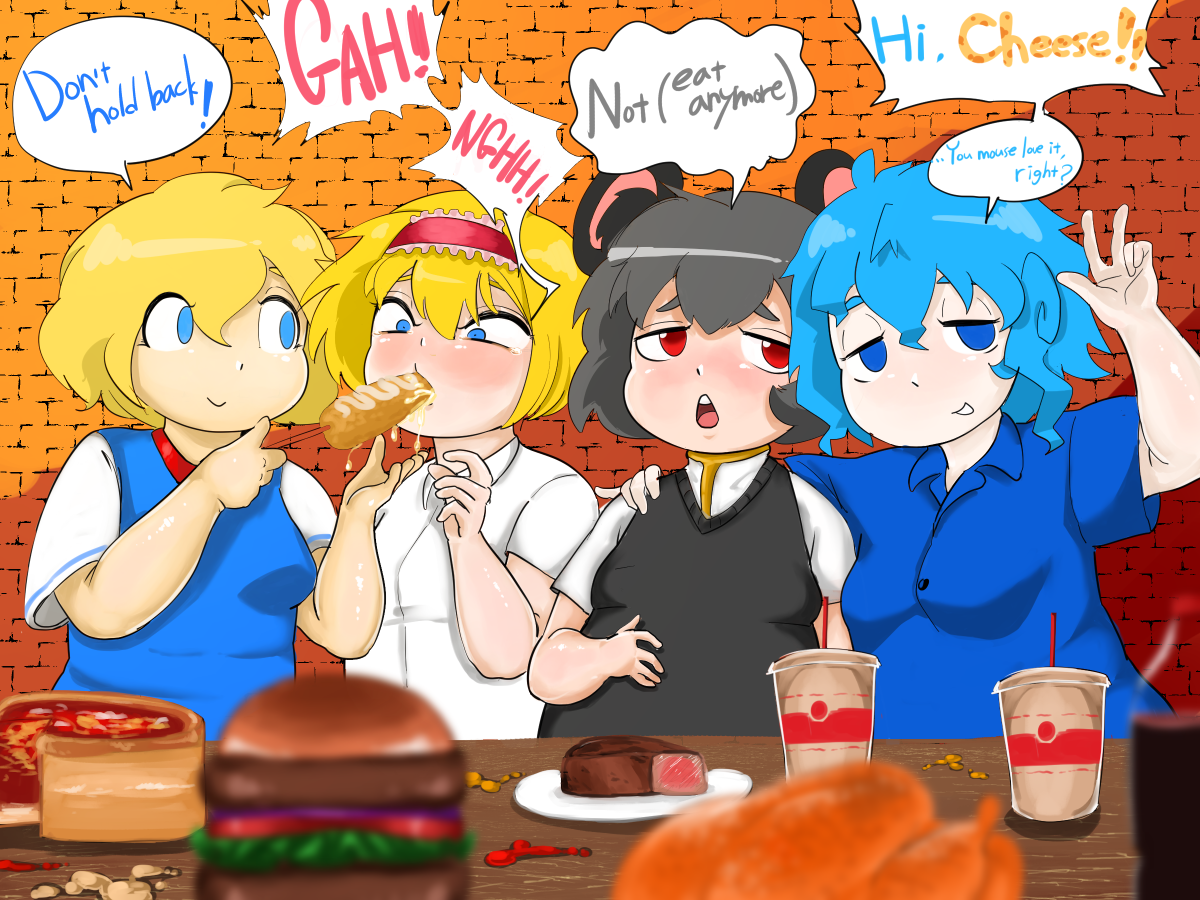 Don't
hold back!
GAH!!
NGHH!!
Not (eat
anymore)
Hi, Cheese!!
..You mouse love it,
right?